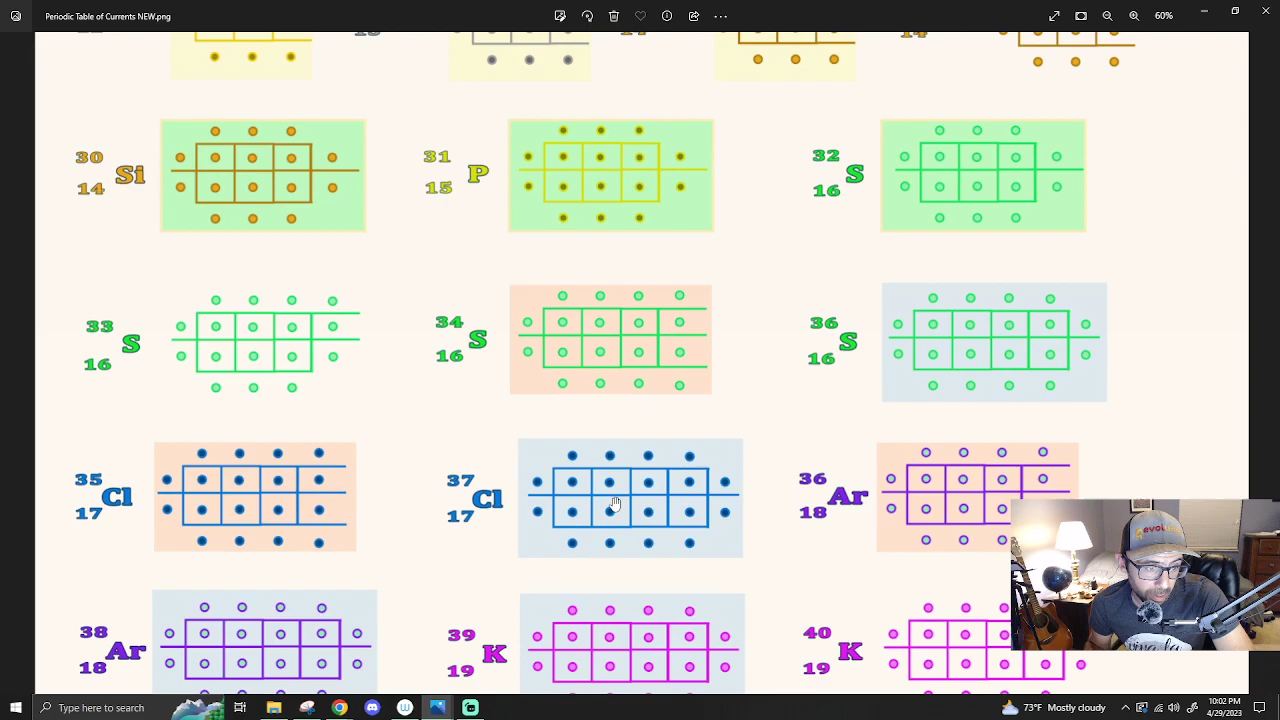 Periodic Table of Currents NEW.png
60%
14
30
14 Si
31
15 P
32
16 S
33
16 S
34
16 S
36
16 S
35
17 Cl
37
17 Cl
36
18 Ar
38
18 Ar
39
19 K
40
19 K
Type here to search
73°F Mostly cloudy
10:02 PM
4/29/2023